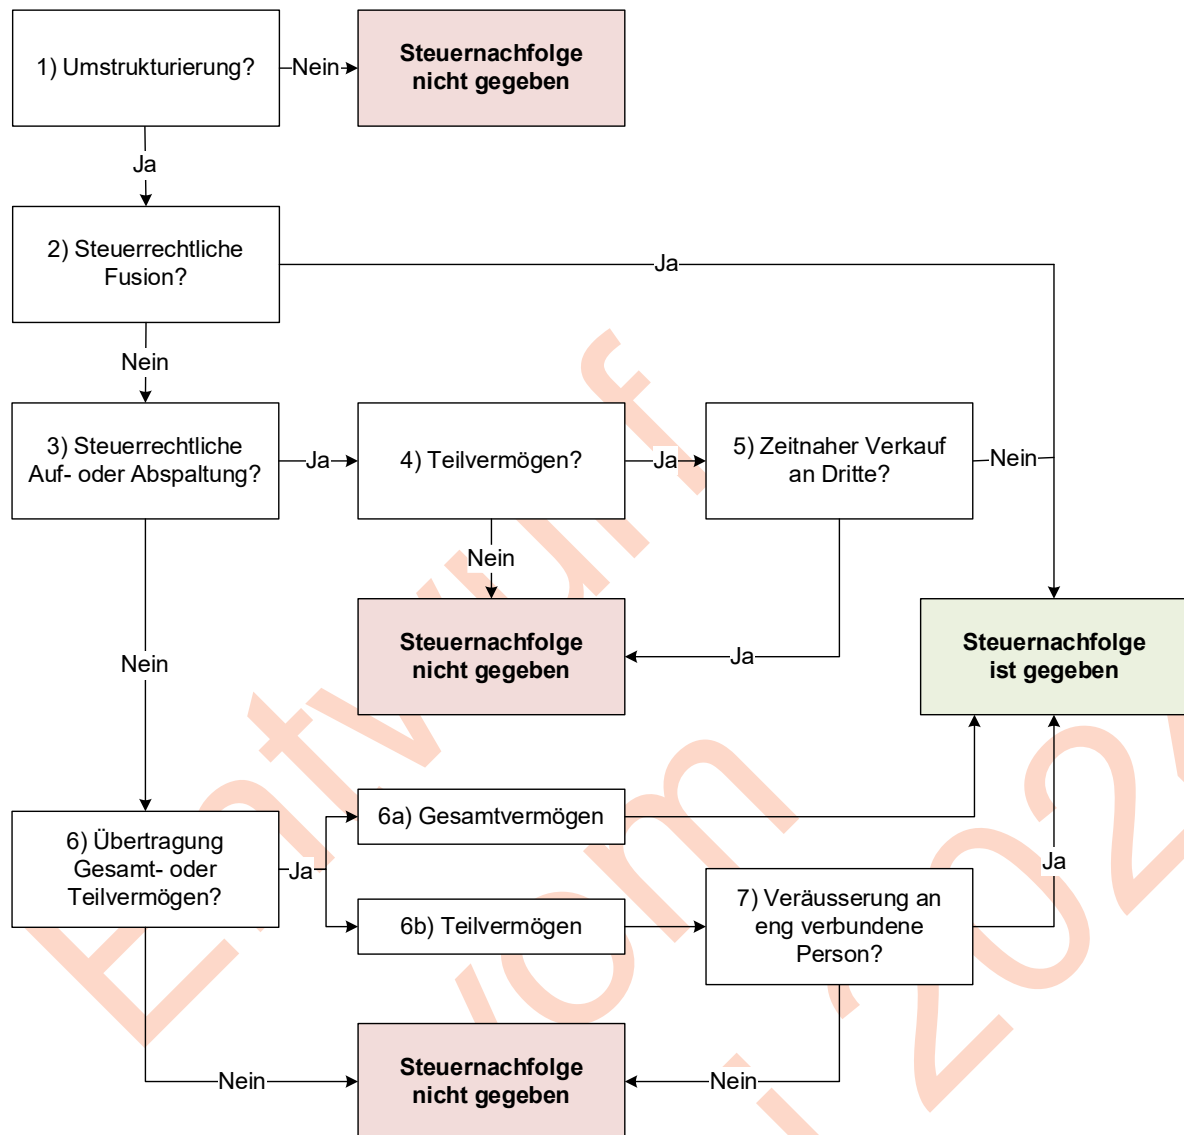 1) Umstrukturierung?
Nein
Steuernachfolge
nicht gegeben
Ja
2) Steuerrechtliche
Fusion?
Ja
Nein
3) Steuerrechtliche
Auf- oder Abspaltung?
Ja
4) Teilvermögen?
Ja
5) Zeitnaher Verkauf
an Dritte?
Nein
Nein
Steuernachfolge
nicht gegeben
Ja
Steuernachfolge
ist gegeben
Nein
6) Übertragung
Gesamt- oder
Teilvermögen?
Ja
6a) Gesamtvermögen
6b) Teilvermögen
7) Veräusserung an
eng verbundene
Person?
Ja
Nein
Steuernachfolge
nicht gegeben
Nein
Entwurf
vom